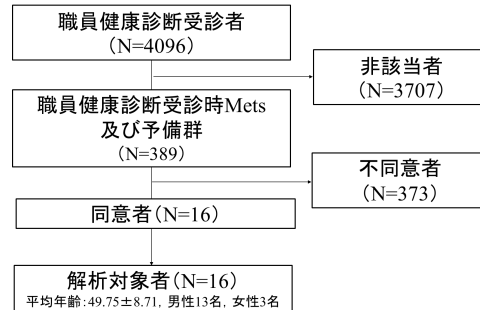 職員健康診断受診者
(N=4096)
非該当者
(N=3707)
職員健康診断受診時Mets
及び予備群
(N=389)
不同意者
(N=373)
同意者(N=16)
解析対象者(N=16)
平均年齢:49.75±8.71, 男性13名, 女性3名